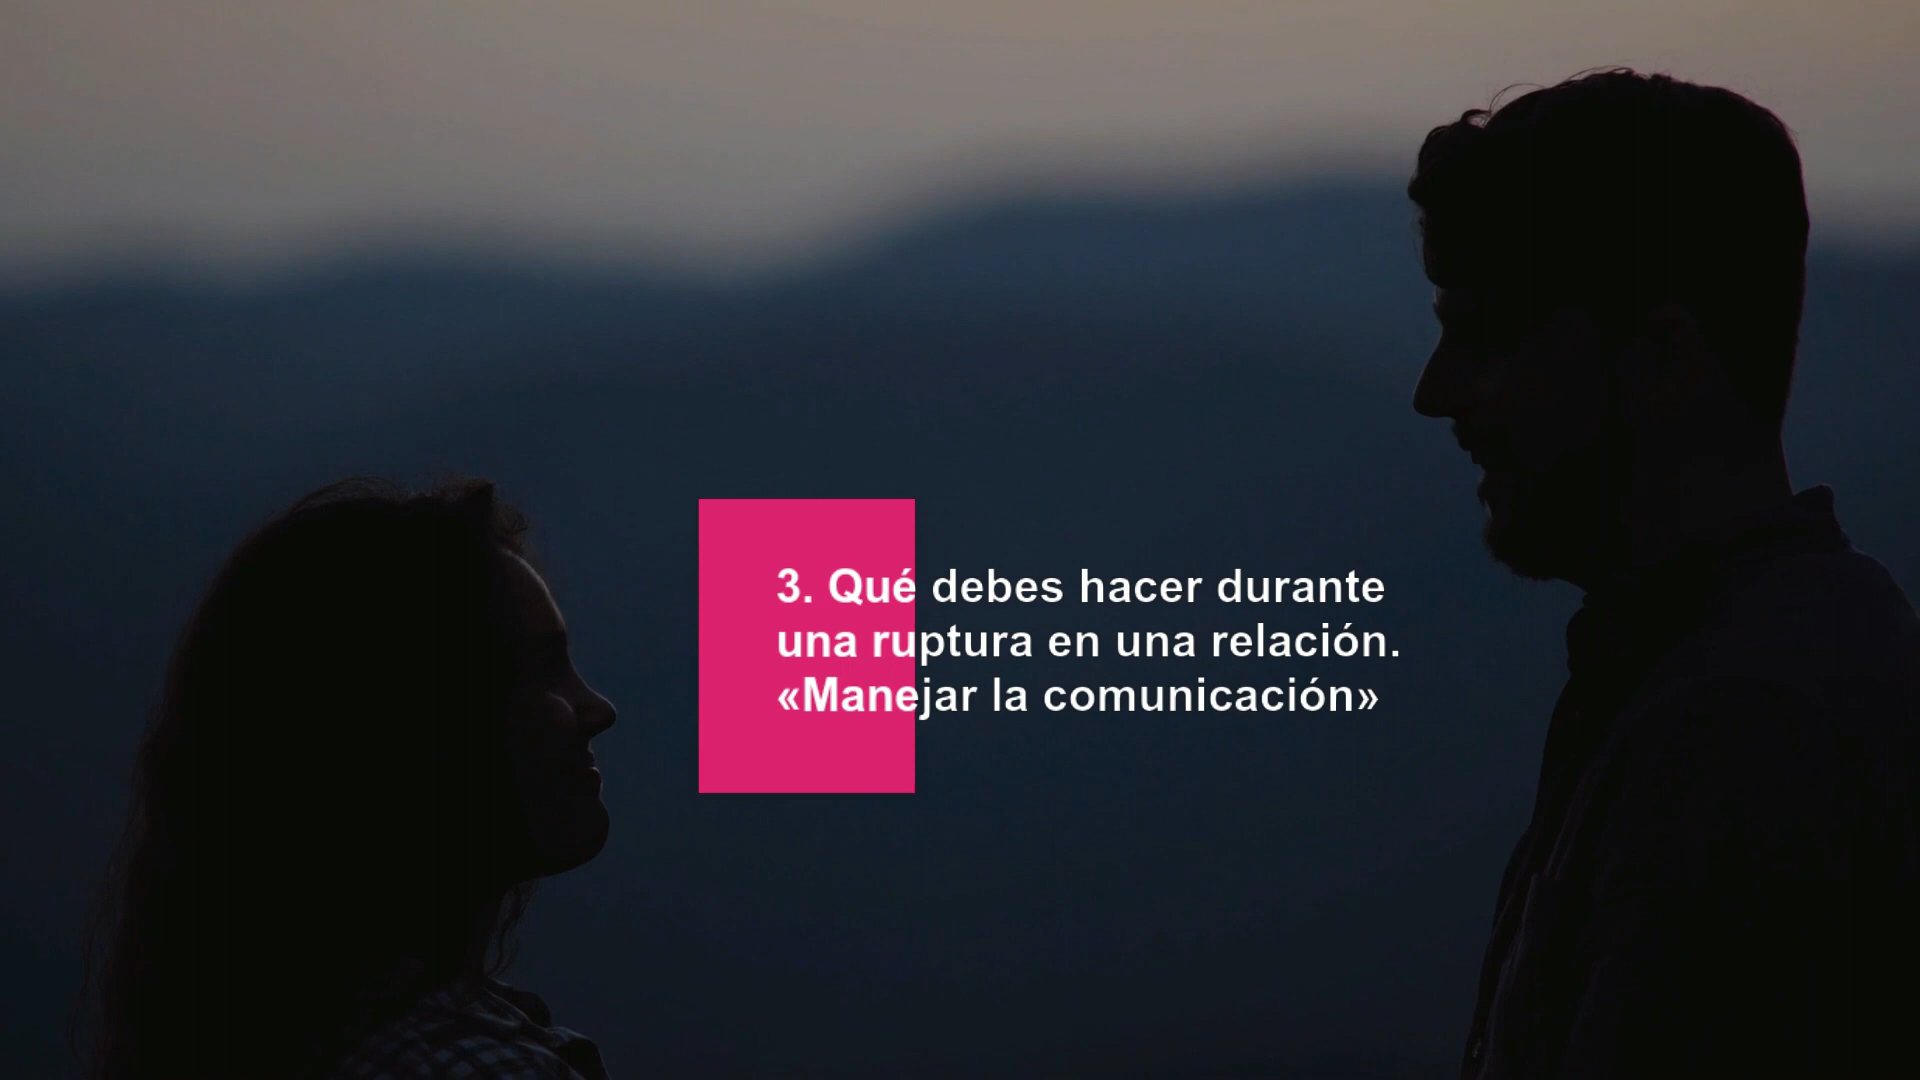 3. Qué debes hacer durante
una ruptura en una relación.
«Manejar la comunicación»